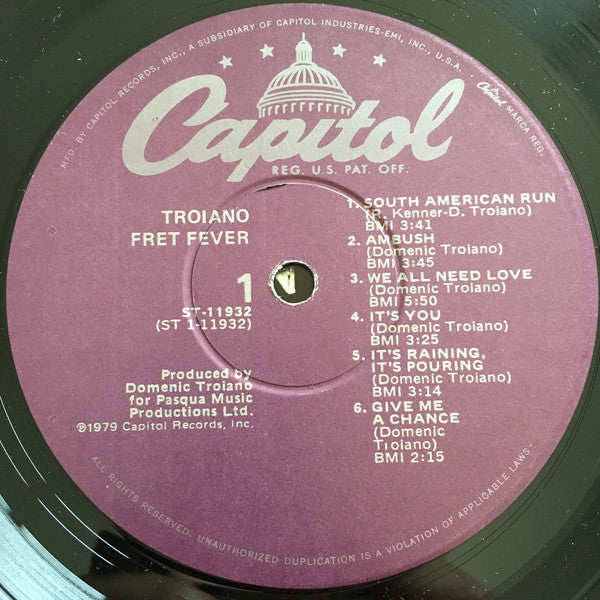 MFD. BY CAPITOL RECORDS, INC., A SUBSIDIARY OF CAPITOL INDUSTRIES-EMI, INC., U.S.A.
Capitol MARCA REG.
Capitol
REG. U.S. PAT. OFF.
TROIANO
FRET FEVER
1
ST-11932
(ST 1-11932)
Produced by
Domenic Troiano
for Pasqua Music
Productions Ltd.
℗1979 Capitol Records, Inc.
1. SOUTH AMERICAN RUN
(R. Kenner-D. Troiano)
BMI 3:41
2. AMBUSH
(Domenic Troiano)
BMI 3:45
3. WE ALL NEED LOVE
(Domenic Troiano)
BMI 5:50
4. IT'S YOU
(Domenic Troiano)
BMI 3:25
5. IT'S RAINING,
IT'S POURING
(Domenic Troiano)
BMI 3:14
6. GIVE ME
A CHANCE
(Domenic
Troiano)
BMI 2:15
ALL RIGHTS RESERVED; UNAUTHORIZED DUPLICATION IS A VIOLATION OF APPLICABLE LAWS.